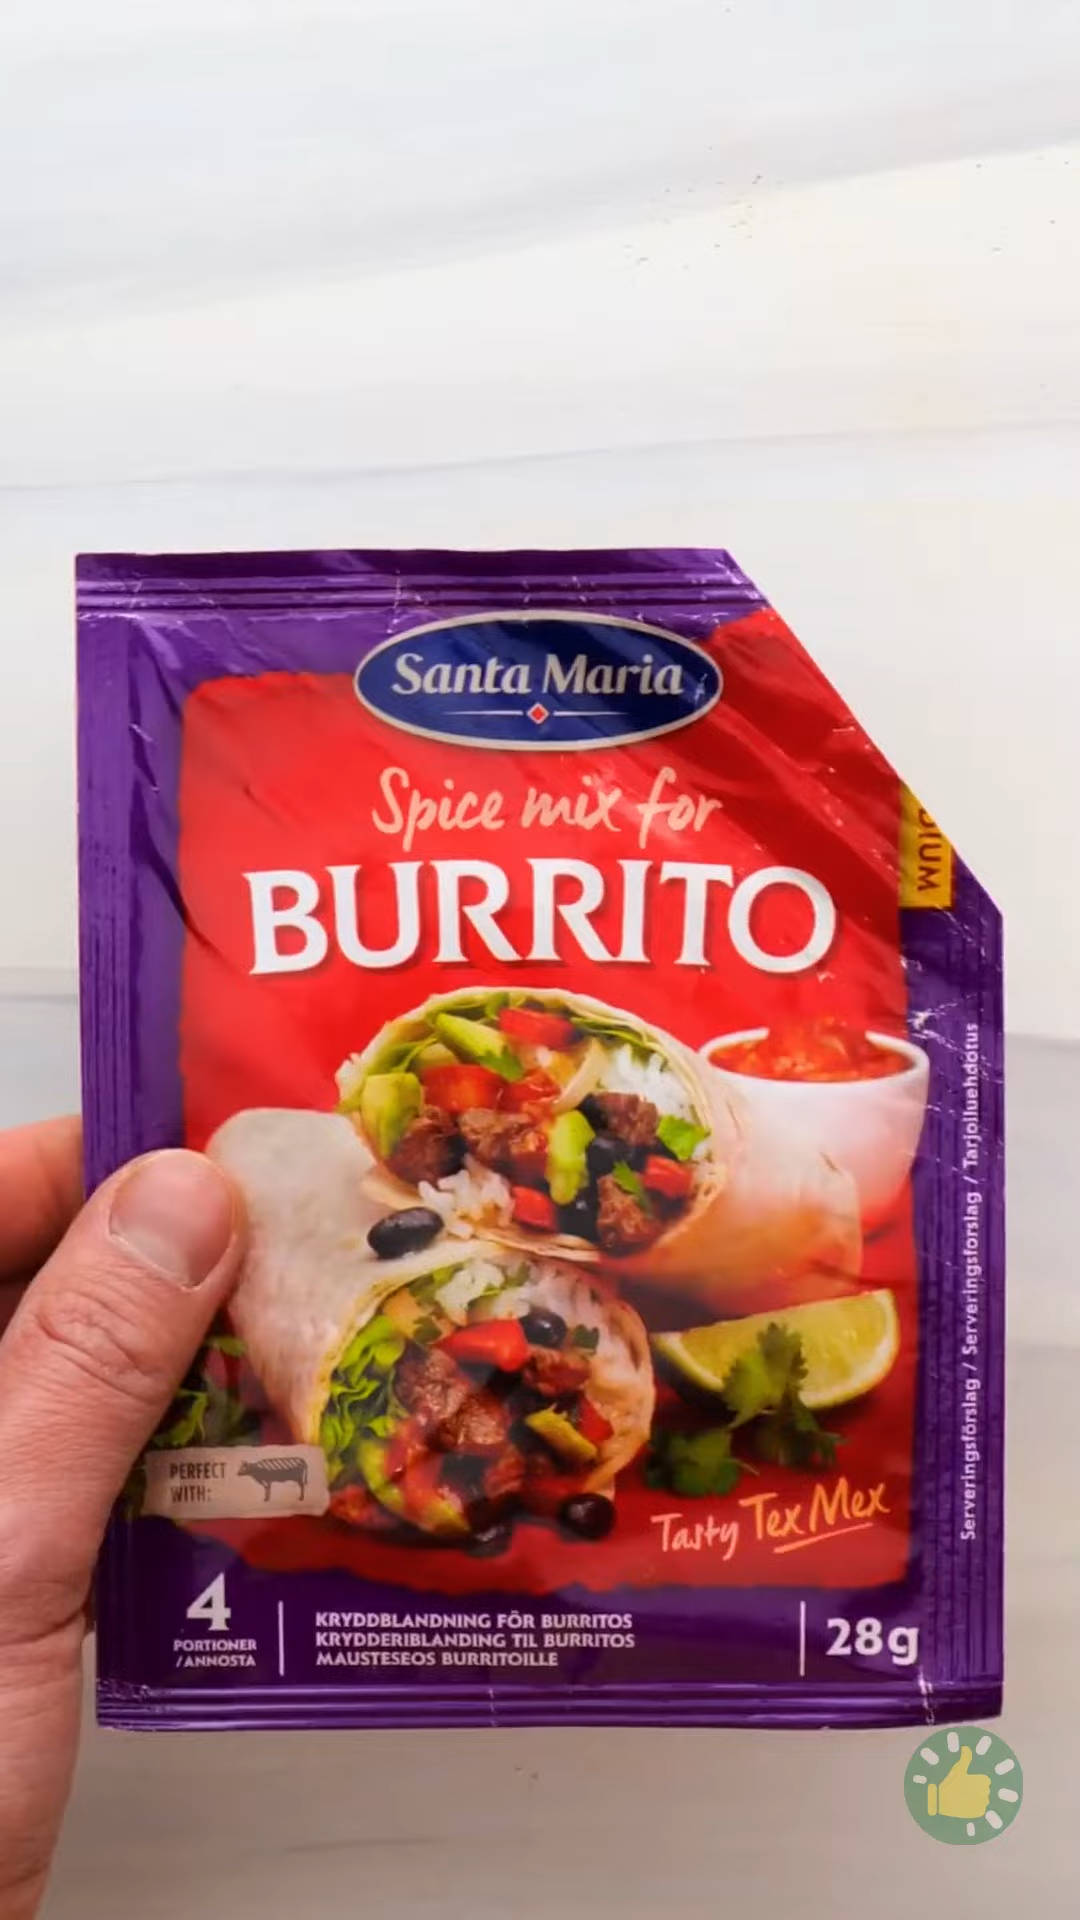 Santa Maria
Spice mix for
BURRITO
DIUM
Serveringsförslag / Serveringsforslag / Tarjoiluehdotus
PERFECT
WITH:
Tasty Tex Mex
4
PORTIONER
/ANNOSTA
KRYDDBLANDNING FÖR BURRITOS
KRYDDERIBLANDING TIL BURRITOS
MAUSTESEOS BURRITOILLE
28g